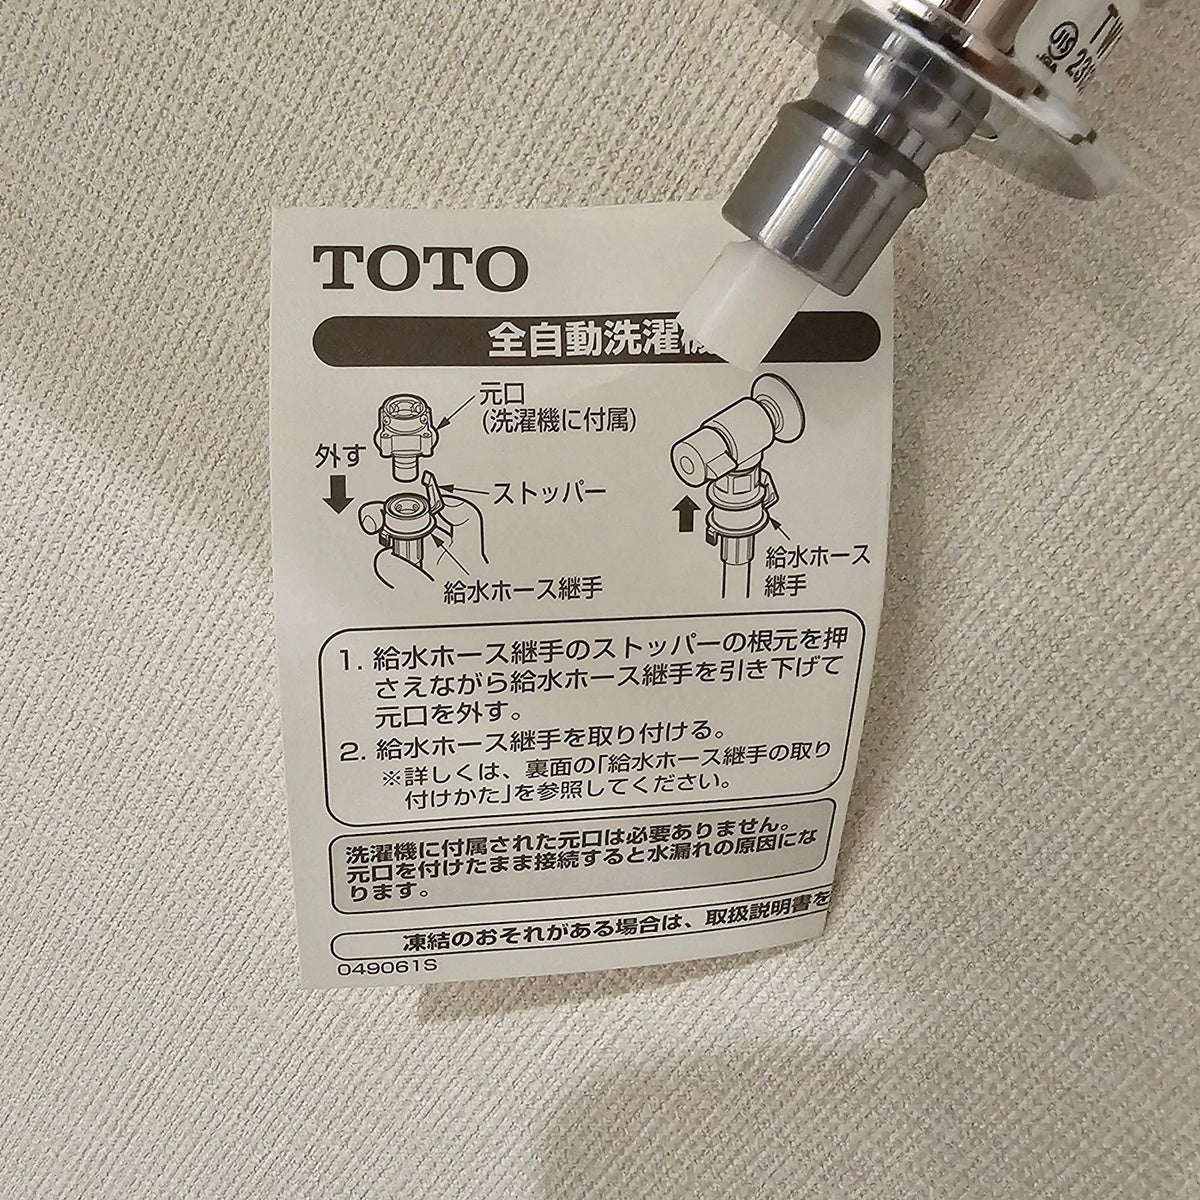 TW
JIS
TOTO
全自動洗濯機
元口
(洗濯機に付属)
外す
ストッパー
給水ホース
継手
給水ホース継手
1. 給水ホース継手のストッパーの根元を押
さえながら給水ホース継手を引き下げて
元口を外す。
2. 給水ホース継手を取り付ける。
※詳しくは、裏面の「給水ホース継手の取り
付けかた」を参照してください。
洗濯機に付属された元口は必要ありません。
元口を付けたまま接続すると水漏れの原因にな
ります。
凍結のおそれがある場合は、取扱説明書を
049061S